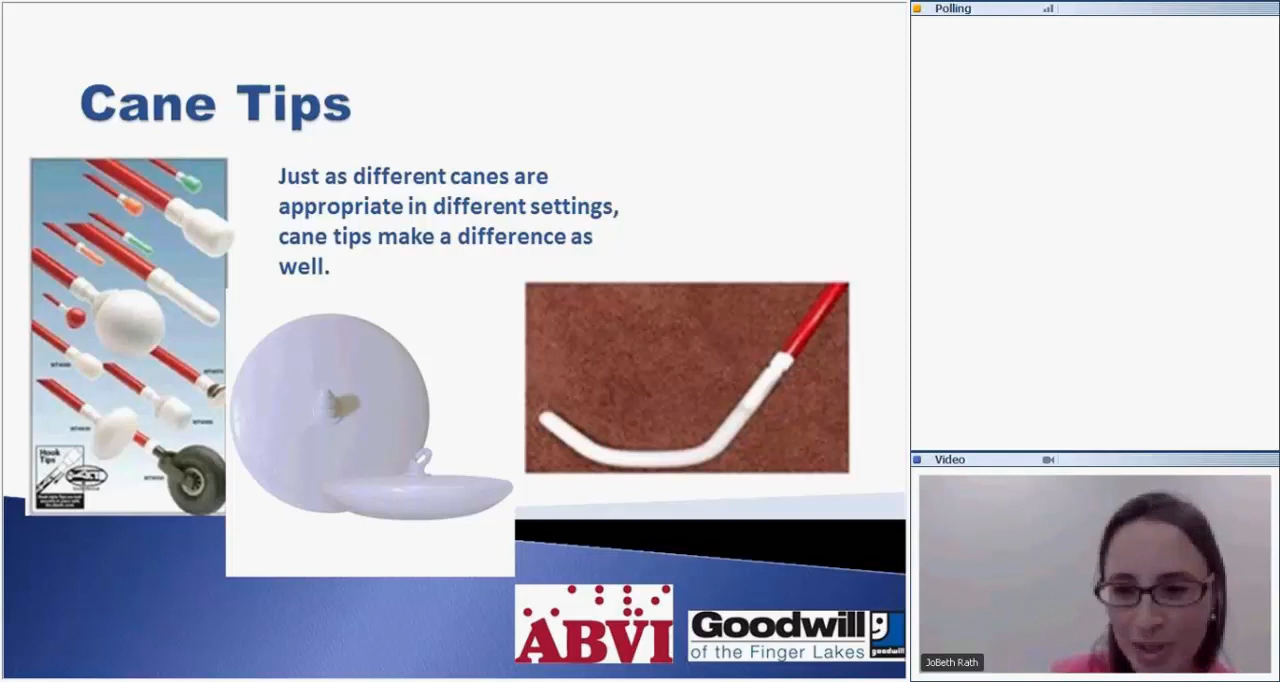 Polling
Cane Tips
Just as different canes are
appropriate in different settings,
cane tips make a difference as
well.
Hook
Tips
Video
ABVI
Goodwill
of the Finger Lakes
goodwill
JoBeth Rath